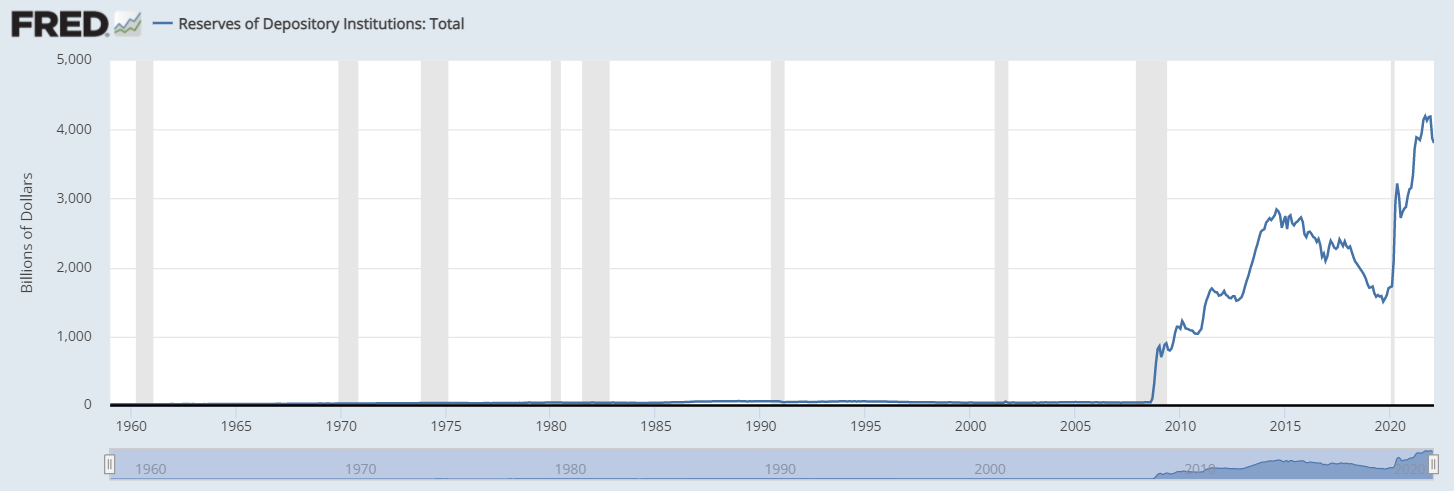 FRED. Reserves of Depository Institutions: Total
5,000
4,000
3,000
2,000
1,000
0
Billions of Dollars
1960 1965 1970 1975 1980 1985 1990 1995 2000 2005 2010 2015 2020
1960 1970 1980 1990 2000 2010 2020